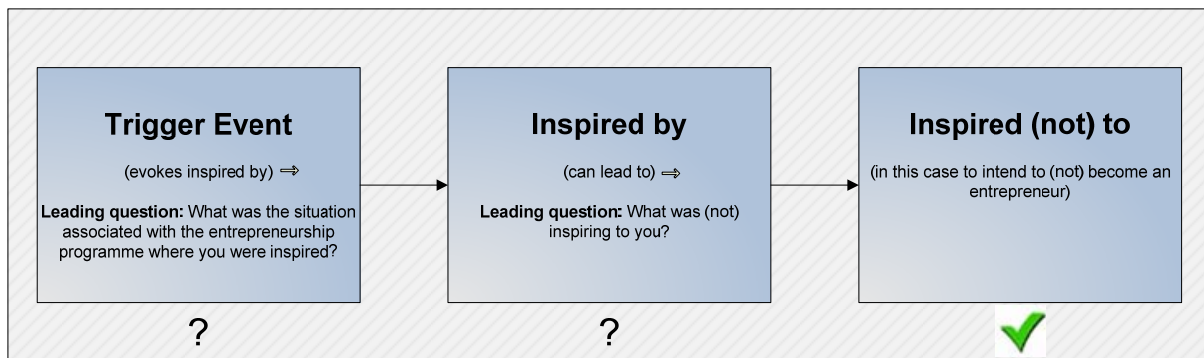 Trigger Event
(evokes inspired by) ⇒
Leading question: What was the situation
associated with the entrepreneurship
programme where you were inspired?
?
Inspired by
(can lead to) ⇒
Leading question: What was (not)
inspiring to you?
?
Inspired (not) to
(in this case to intend to (not) become an
entrepreneur)